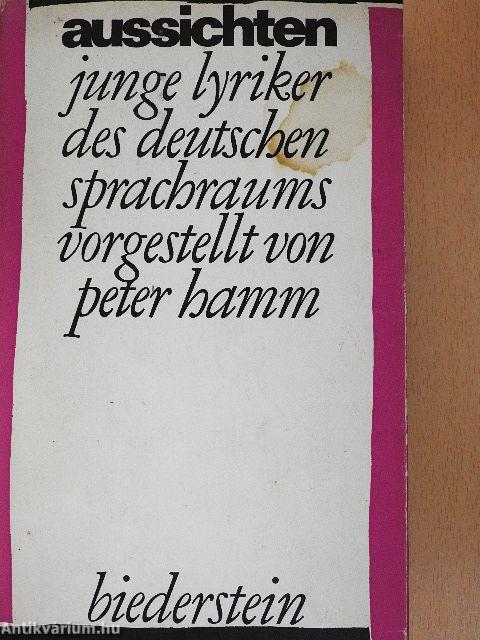 aussichten
junge lyriker
des deutschen
sprachraums
vorgestellt von
peter hamm
biederstein
Antikvarium.hu